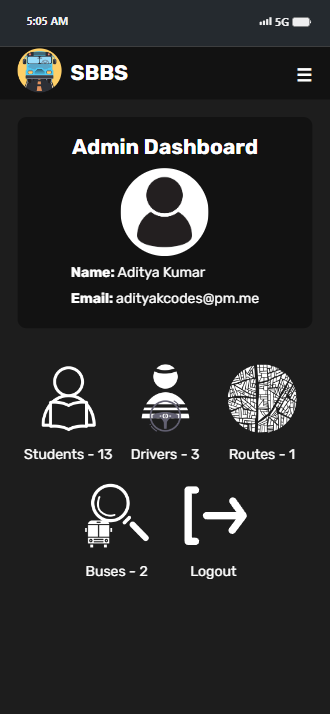 5:05 AM
5G
SBBS
Admin Dashboard
Name: Aditya Kumar
Email: adityakcodes@pm.me
Students - 13
Drivers - 3
Routes - 1
Buses - 2
Logout